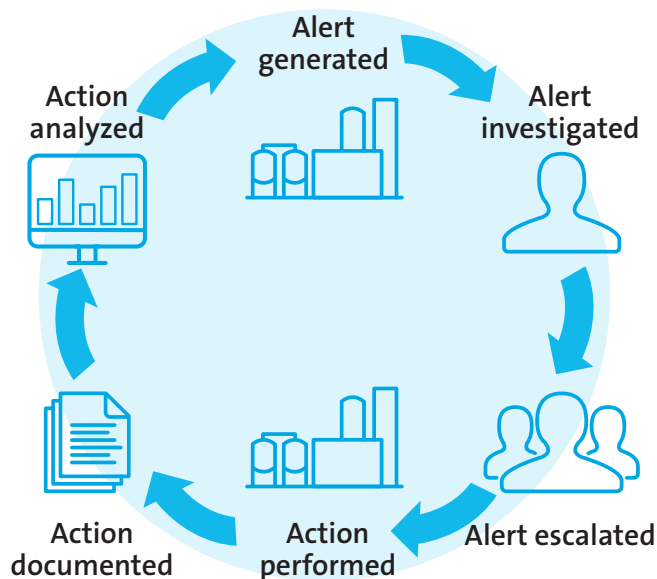 Alert
generated
Alert
investigated
Alert escalated
Action
performed
Action
documented
Action
analyzed